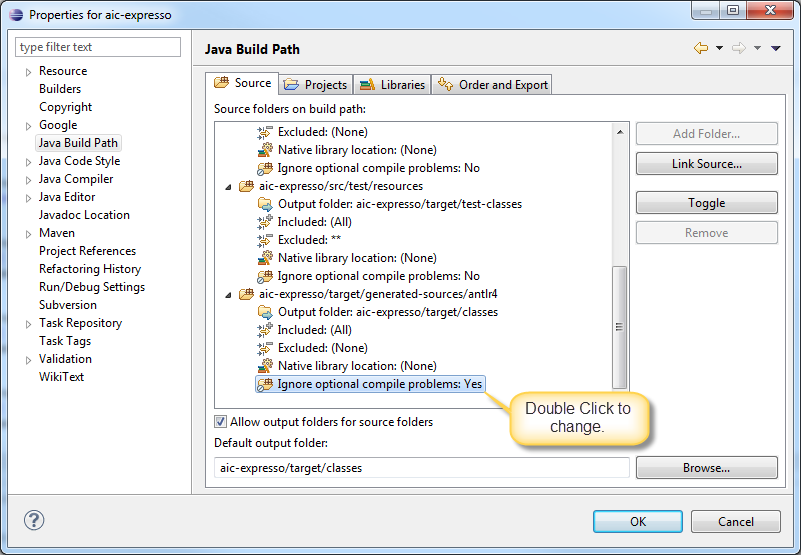 Properties for aic-expresso
type filter text
Resource
Builders
Copyright
Google
Java Build Path
Java Code Style
Java Compiler
Java Editor
Javadoc Location
Maven
Project References
Refactoring History
Run/Debug Settings
Subversion
Task Repository
Task Tags
Validation
WikiText
Java Build Path
Source
Projects
Libraries
Order and Export
Source folders on build path:
Excluded: (None)
Native library location: (None)
Ignore optional compile problems: No
aic-expresso/src/test/resources
Output folder: aic-expresso/target/test-classes
Included: (All)
Excluded: **
Native library location: (None)
Ignore optional compile problems: No
aic-expresso/target/generated-sources/antlr4
Output folder: aic-expresso/target/classes
Included: (All)
Excluded: (None)
Native library location: (None)
Ignore optional compile problems: Yes
Double Click to
change.
Add Folder...
Link Source...
Toggle
Remove
Allow output folders for source folders
Default output folder:
aic-expresso/target/classes
Browse...
OK
Cancel